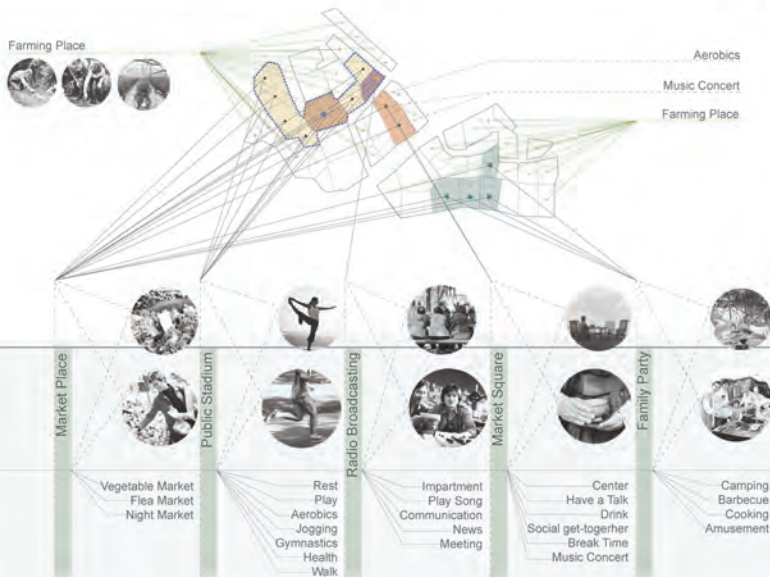 Farming Place
Aerobics
Music Concert
Farming Place
Market Place
Public Stadium
Radio Broadcasting
Market Square
Family Party
Vegetable Market
Flea Market
Night Market
Rest
Play
Aerobics
Jogging
Gymnastics
Health
Walk
Impartment
Play Song
Communication
News
Meeting
Center
Have a Talk
Drink
Social get-togerher
Break Time
Music Concert
Camping
Barbecue
Cooking
Amusement